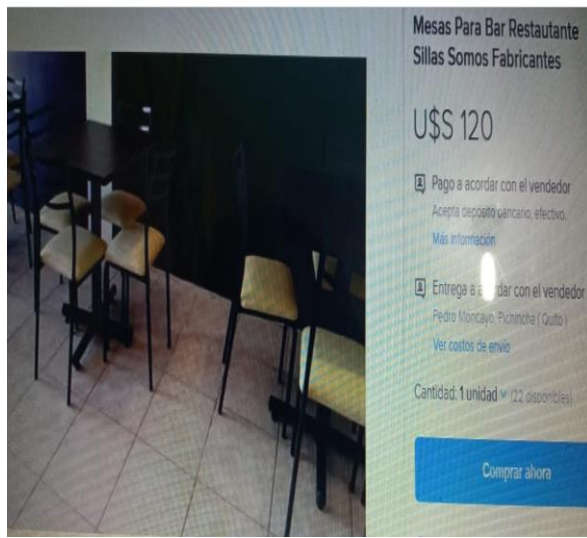 Mesas Para Bar Restautante
Sillas Somos Fabricantes
U$S 120
Pago a acordar con el vendedor
Acepta depósito bancario, efectivo.
Más información
Entrega a acordar con el vendedor
Pedro Moncayo, Pichincha ( Quito )
Ver costos de envío
Cantidad: 1 unidad (22 disponibles)
Comprar ahora